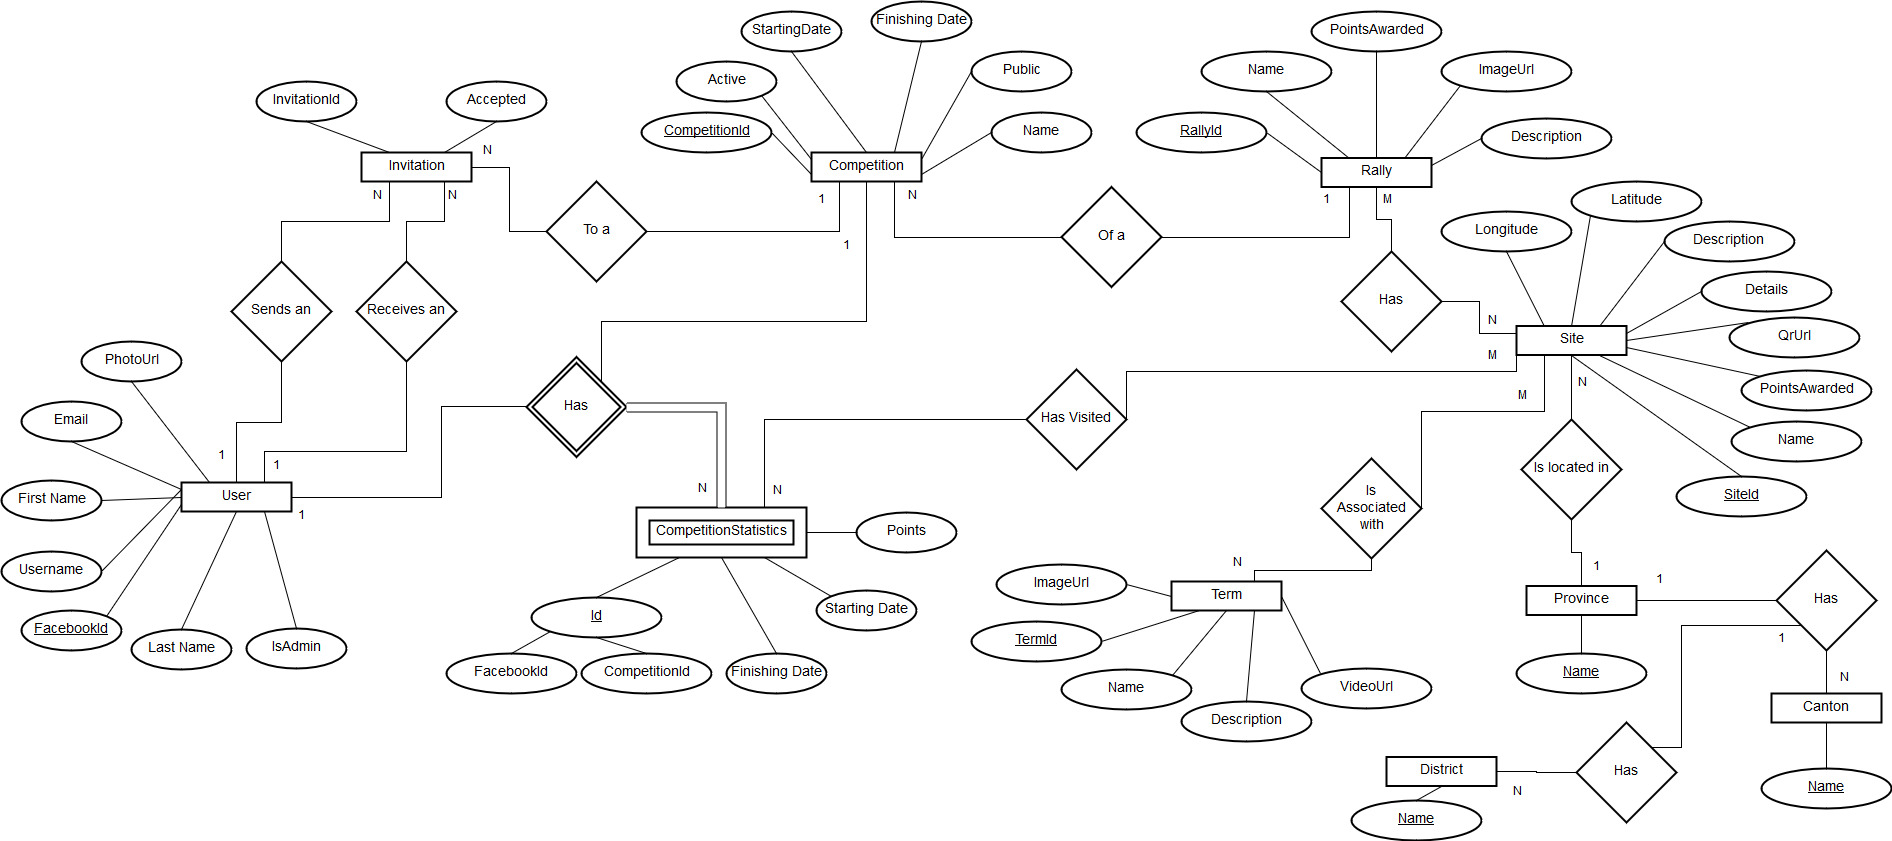 Finishing Date
StartingDate
PointsAwarded
Active
Public
Name
ImageUrl
InvitationId
Accepted
CompetitionId
Name
RallyId
Description
N
Invitation
Competition
Rally
N
N
1
N
1
M
Latitude
To a
Of a
Longitude
Description
1
Sends an
Receives an
Has
Details
N
Site
QrUrl
PhotoUrl
M
Has
N
M
PointsAwarded
Email
Has Visited
Name
1
1
Is located in
N
N
User
First Name
1
Is
Associated
with
SiteId
CompetitionStatistics
Points
Username
N
1
1
ImageUrl
Term
Province
Has
Id
Starting Date
FacebookId
TermId
1
Last Name
IsAdmin
FacebookId
CompetitionId
Finishing Date
Name
VideoUrl
Name
N
Description
Canton
District
Has
N
Name
Name